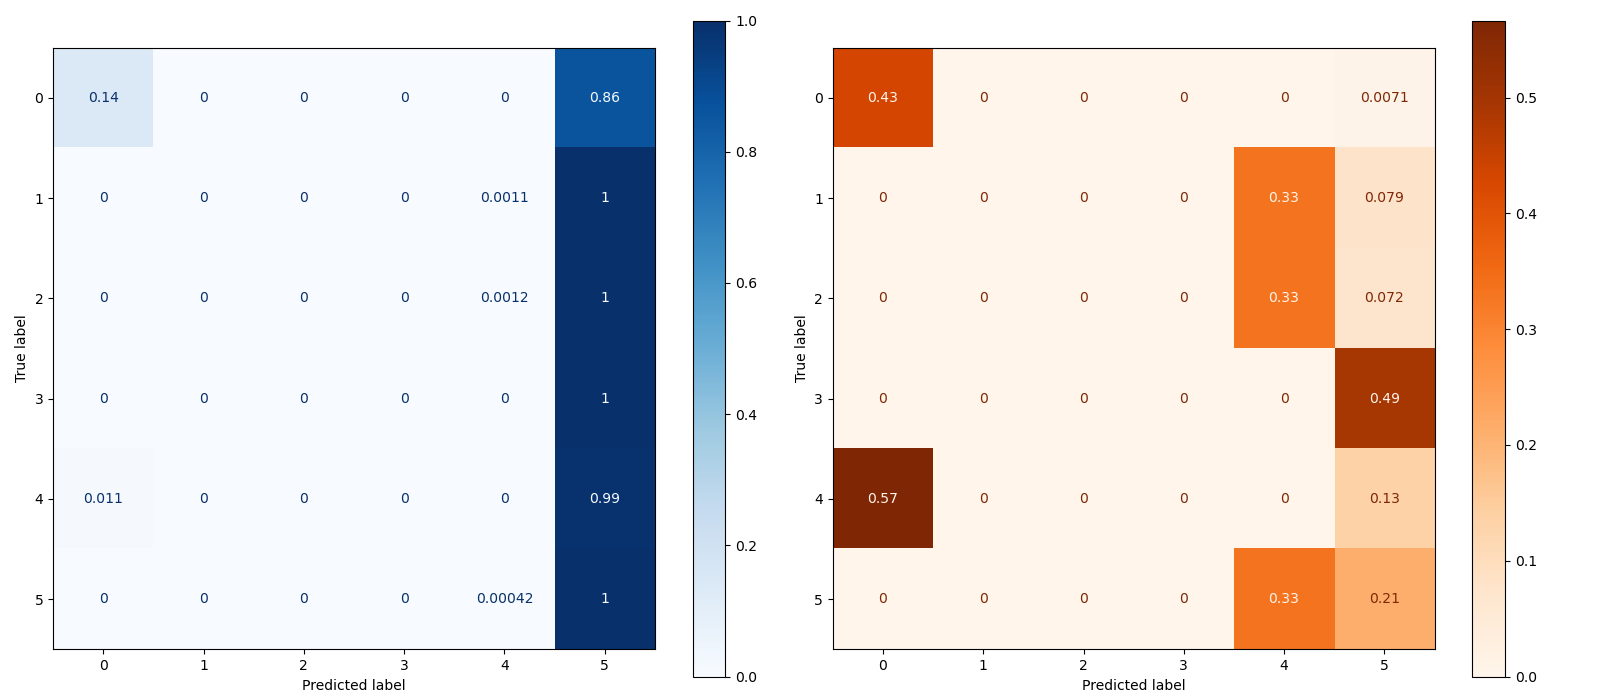 1.0
0 0.14 0 0 0 0 0.86
0.8
1 0 0 0 0 0.0011 1
0.6
2 0 0 0 0 0.0012 1
True label
0.4
3 0 0 0 0 0 1
4 0.011 0 0 0 0 0.99
0.2
5 0 0 0 0 0.00042 1
0.0
0 1 2 3 4 5
Predicted label
0 0.43 0 0 0 0 0.0071
0.5
1 0 0 0 0 0.33 0.079
0.4
2 0 0 0 0 0.33 0.072
0.3
True label
3 0 0 0 0 0 0.49
0.2
4 0.57 0 0 0 0 0.13
0.1
5 0 0 0 0 0.33 0.21
0.0
0 1 2 3 4 5
Predicted label